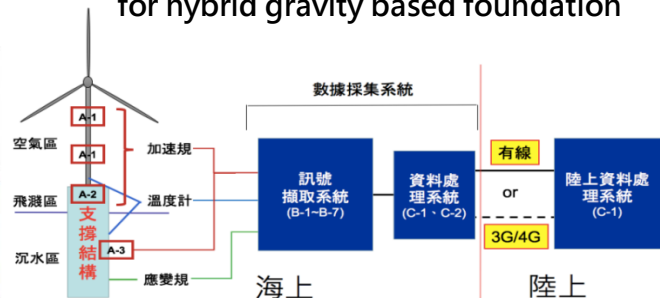 for hybrid gravity based foundation
數據採集系統
A-1
空氣區
A-1
加速規
飛濺區
A-2
溫度計
支撐結構
沉水區
A-3
應變規
訊號
擷取系統
(B-1~B-7)
資料處
理系統
(C-1、C-2)
有線
or
3G/4G
陸上資料處
理系統
(C-1)
海上
陸上